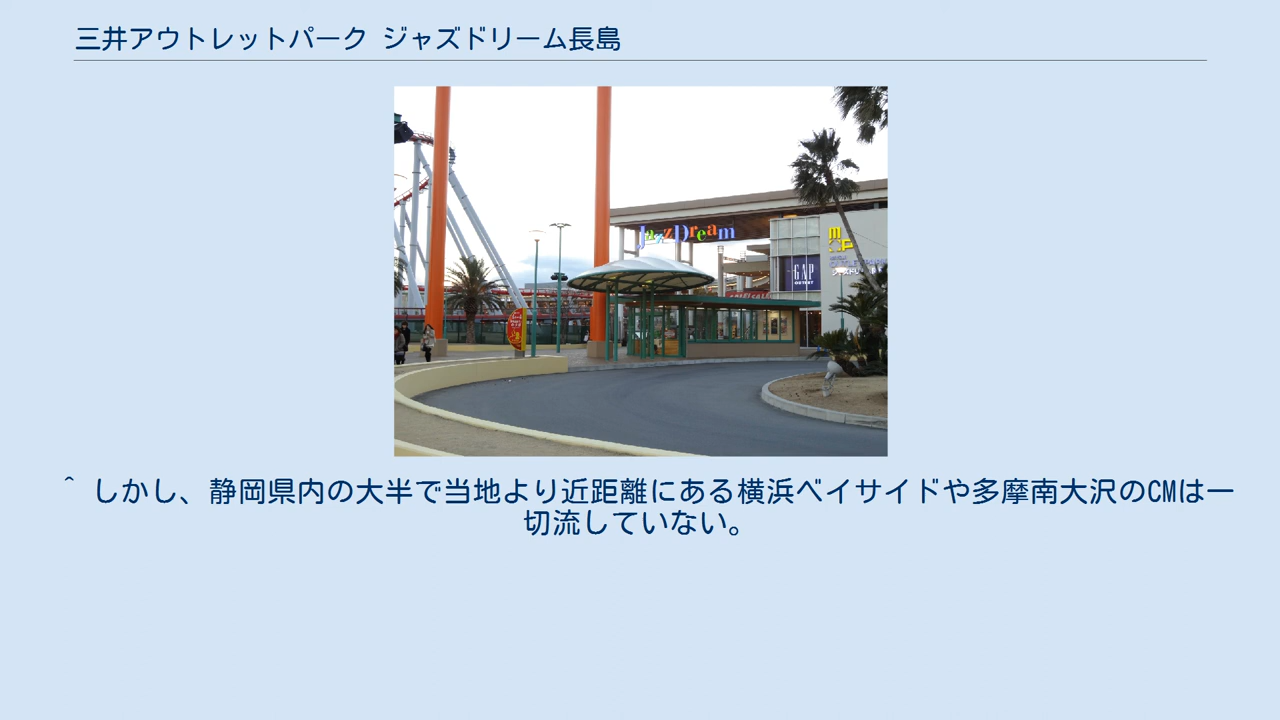 三井アウトレットパーク ジャズドリーム長島
JazzDream
GAP
OUTLET
^ しかし、静岡県内の大半で当地より近距離にある横浜ベイサイドや多摩南大沢のCMは一
切流していない。